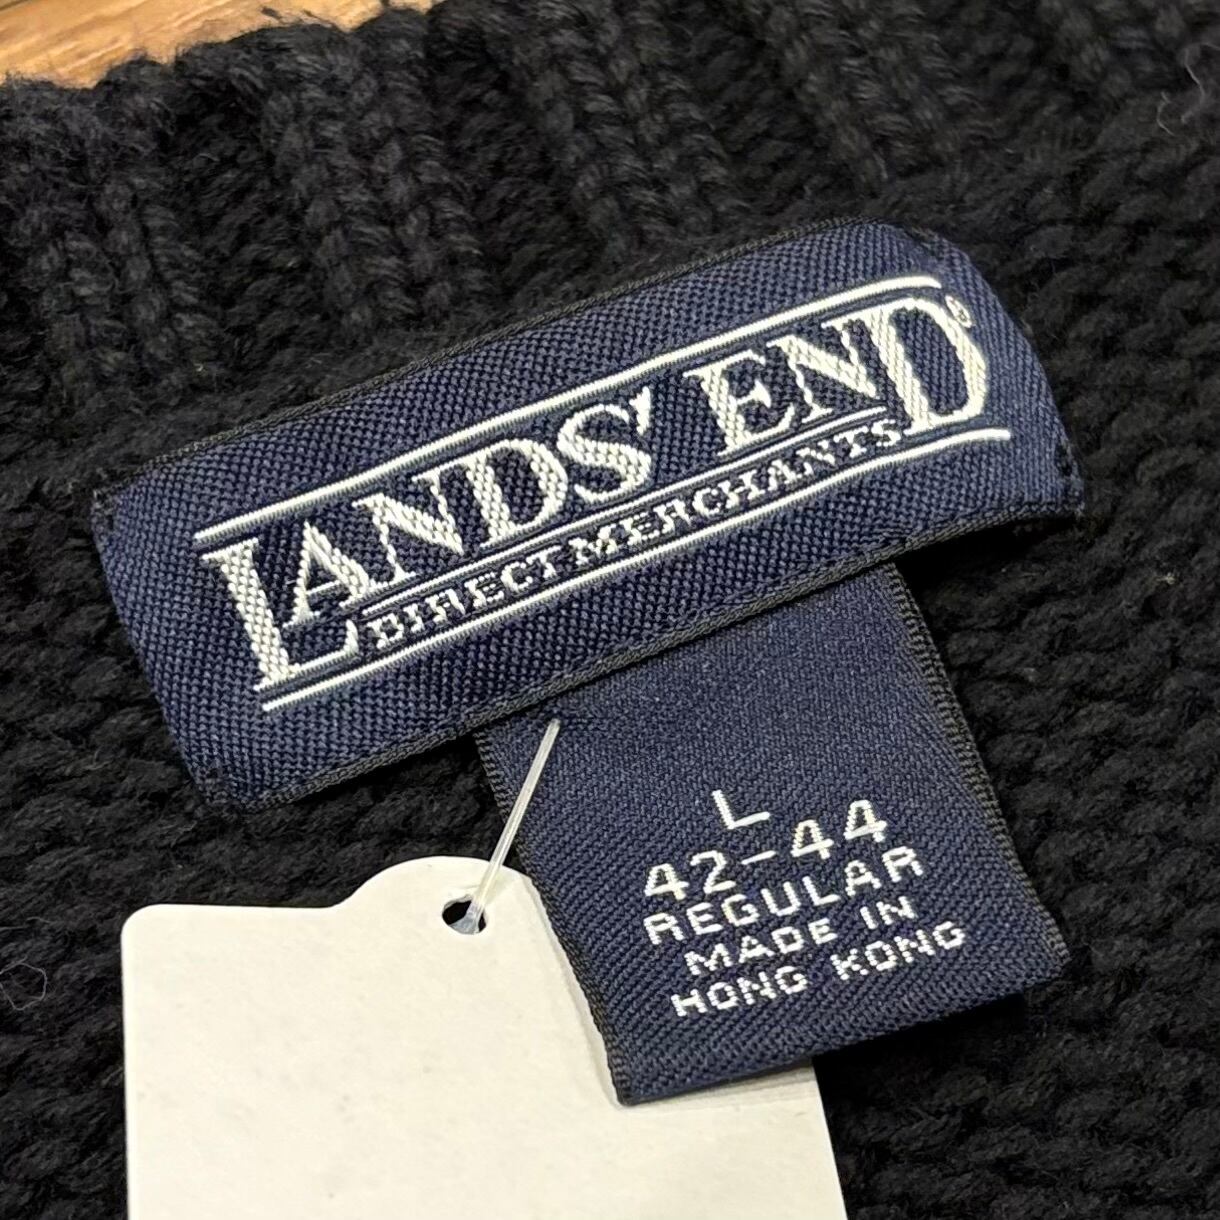 LANDS' END®
DIRECT MERCHANTS
L
42-44
REGULAR
MADE IN
HONG KONG